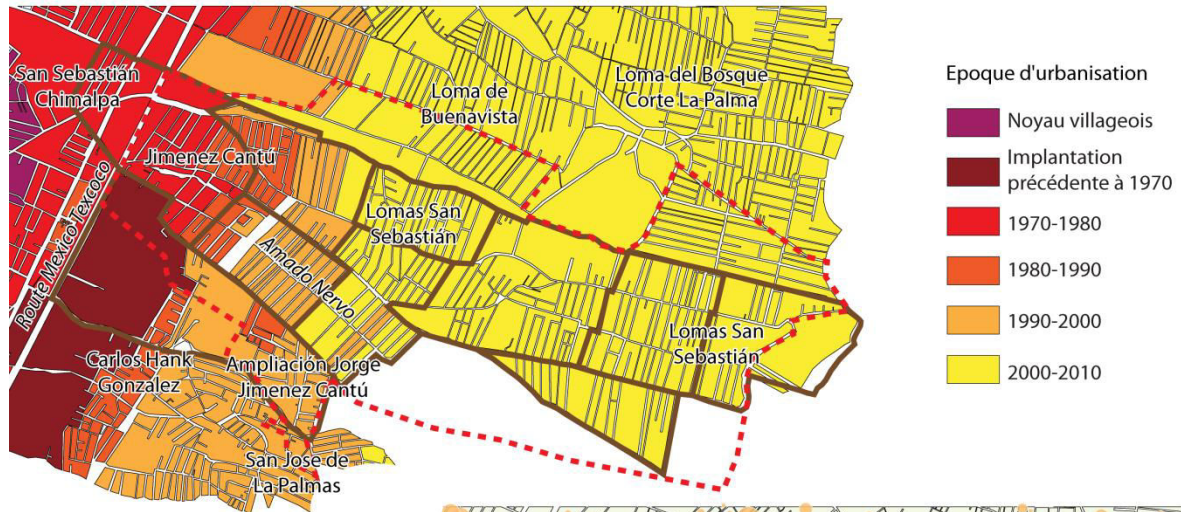 San Sebastián
Chimalpa
Jimenez Cantú
Route Mexico Texcoco
Loma de
Buenavista
Loma del Bosque
Corte La Palma
Lomas San
Sebastián
Amado Nervo
Lomas San
Sebastián
Carlos Hank
González
Ampliación Jorge
Jimenez Cantú
San Jose de
La Palmas
Epoque d'urbanisation
Noyau villageois
Implantation
précédente à 1970
1970-1980
1980-1990
1990-2000
2000-2010